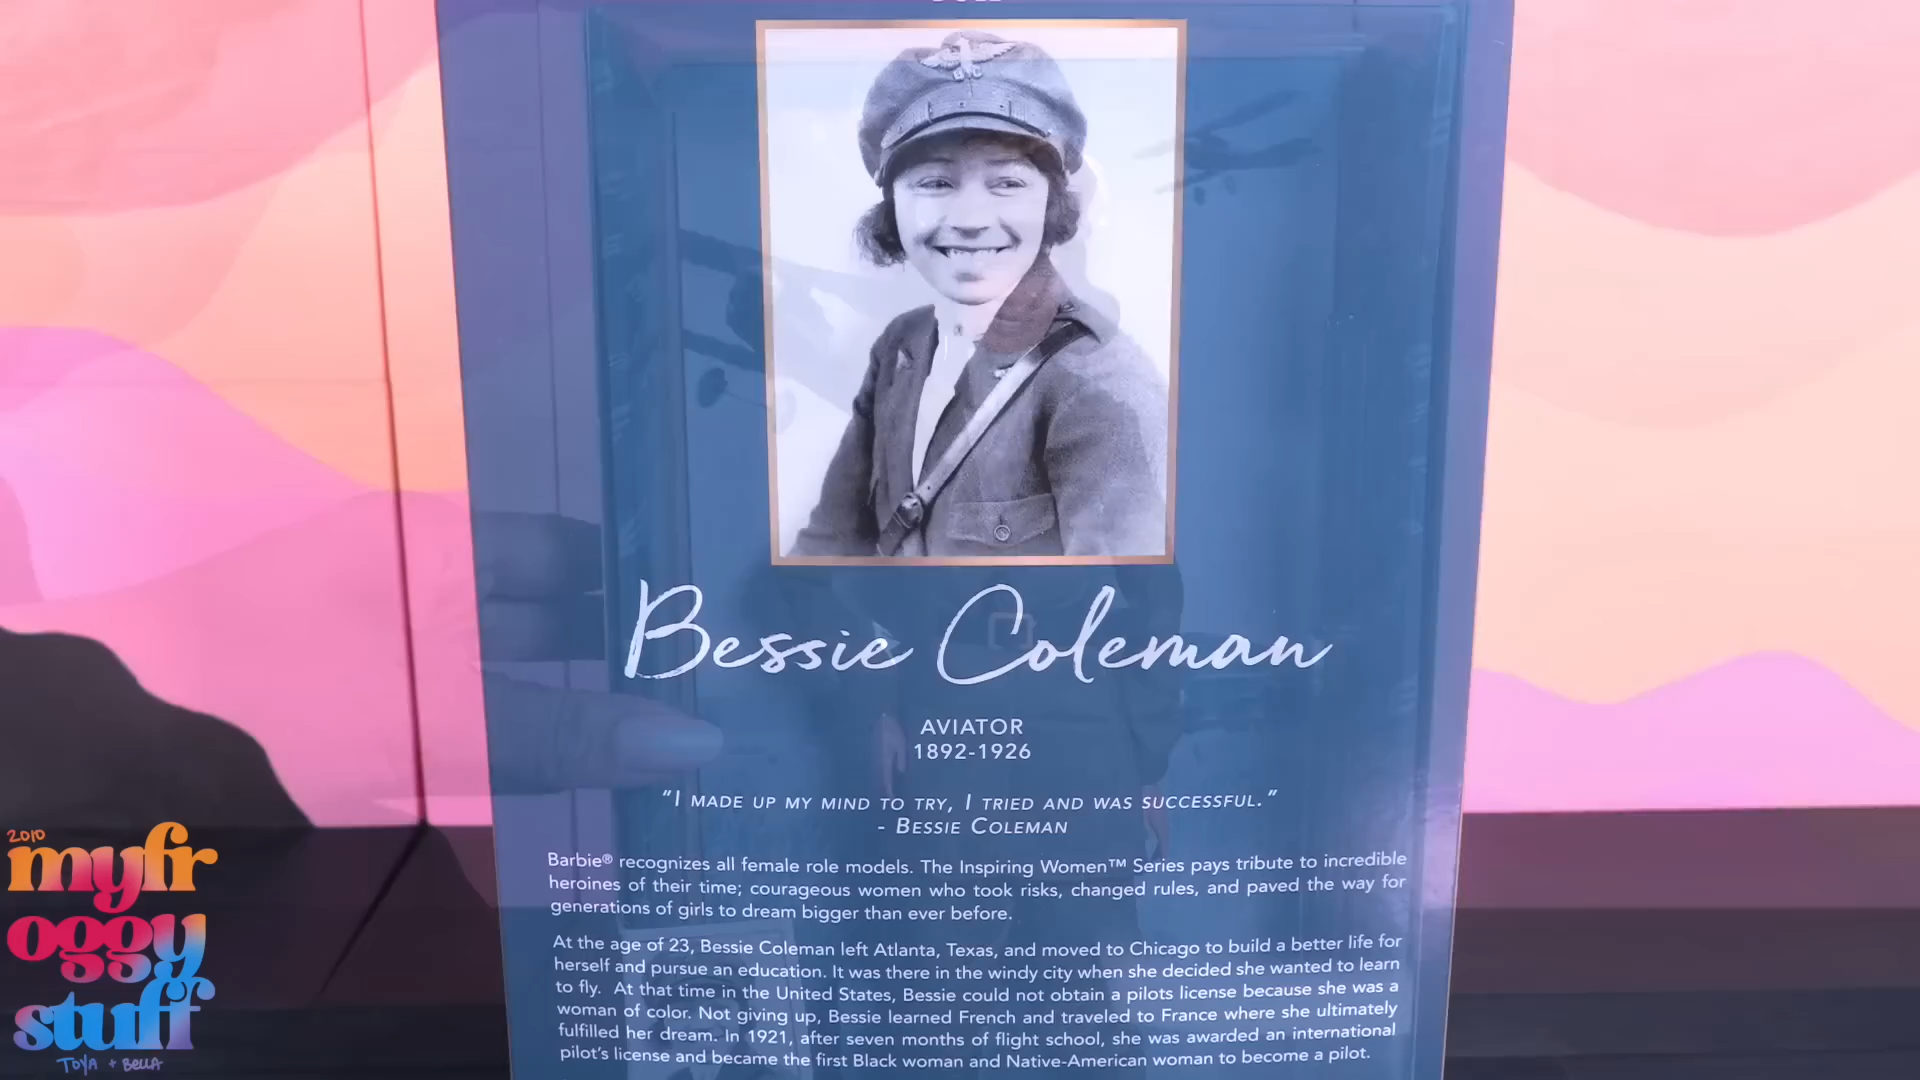 Bessie Coleman
AVIATOR
1892-1926
"I MADE UP MY MIND TO TRY, I TRIED AND WAS SUCCESSFUL."
- BESSIE COLEMAN
Barbie® recognizes all female role models. The Inspiring Women™ Series pays tribute to incredible
heroines of their time; courageous women who took risks, changed rules, and paved the way for
generations of girls to dream bigger than ever before.
At the age of 23, Bessie Coleman left Atlanta, Texas, and moved to Chicago to build a better life for
herself and pursue an education. It was there in the windy city when she decided she wanted to learn
to fly. At that time in the United States, Bessie could not obtain a pilots license because she was a
woman of color. Not giving up, Bessie learned French and traveled to France where she ultimately
fulfilled her dream. In 1921, after seven months of flight school, she was awarded an international
pilot's license and became the first Black woman and Native-American woman to become a pilot.
2010
myfr
oggy
stuff
TOYA + BELLA